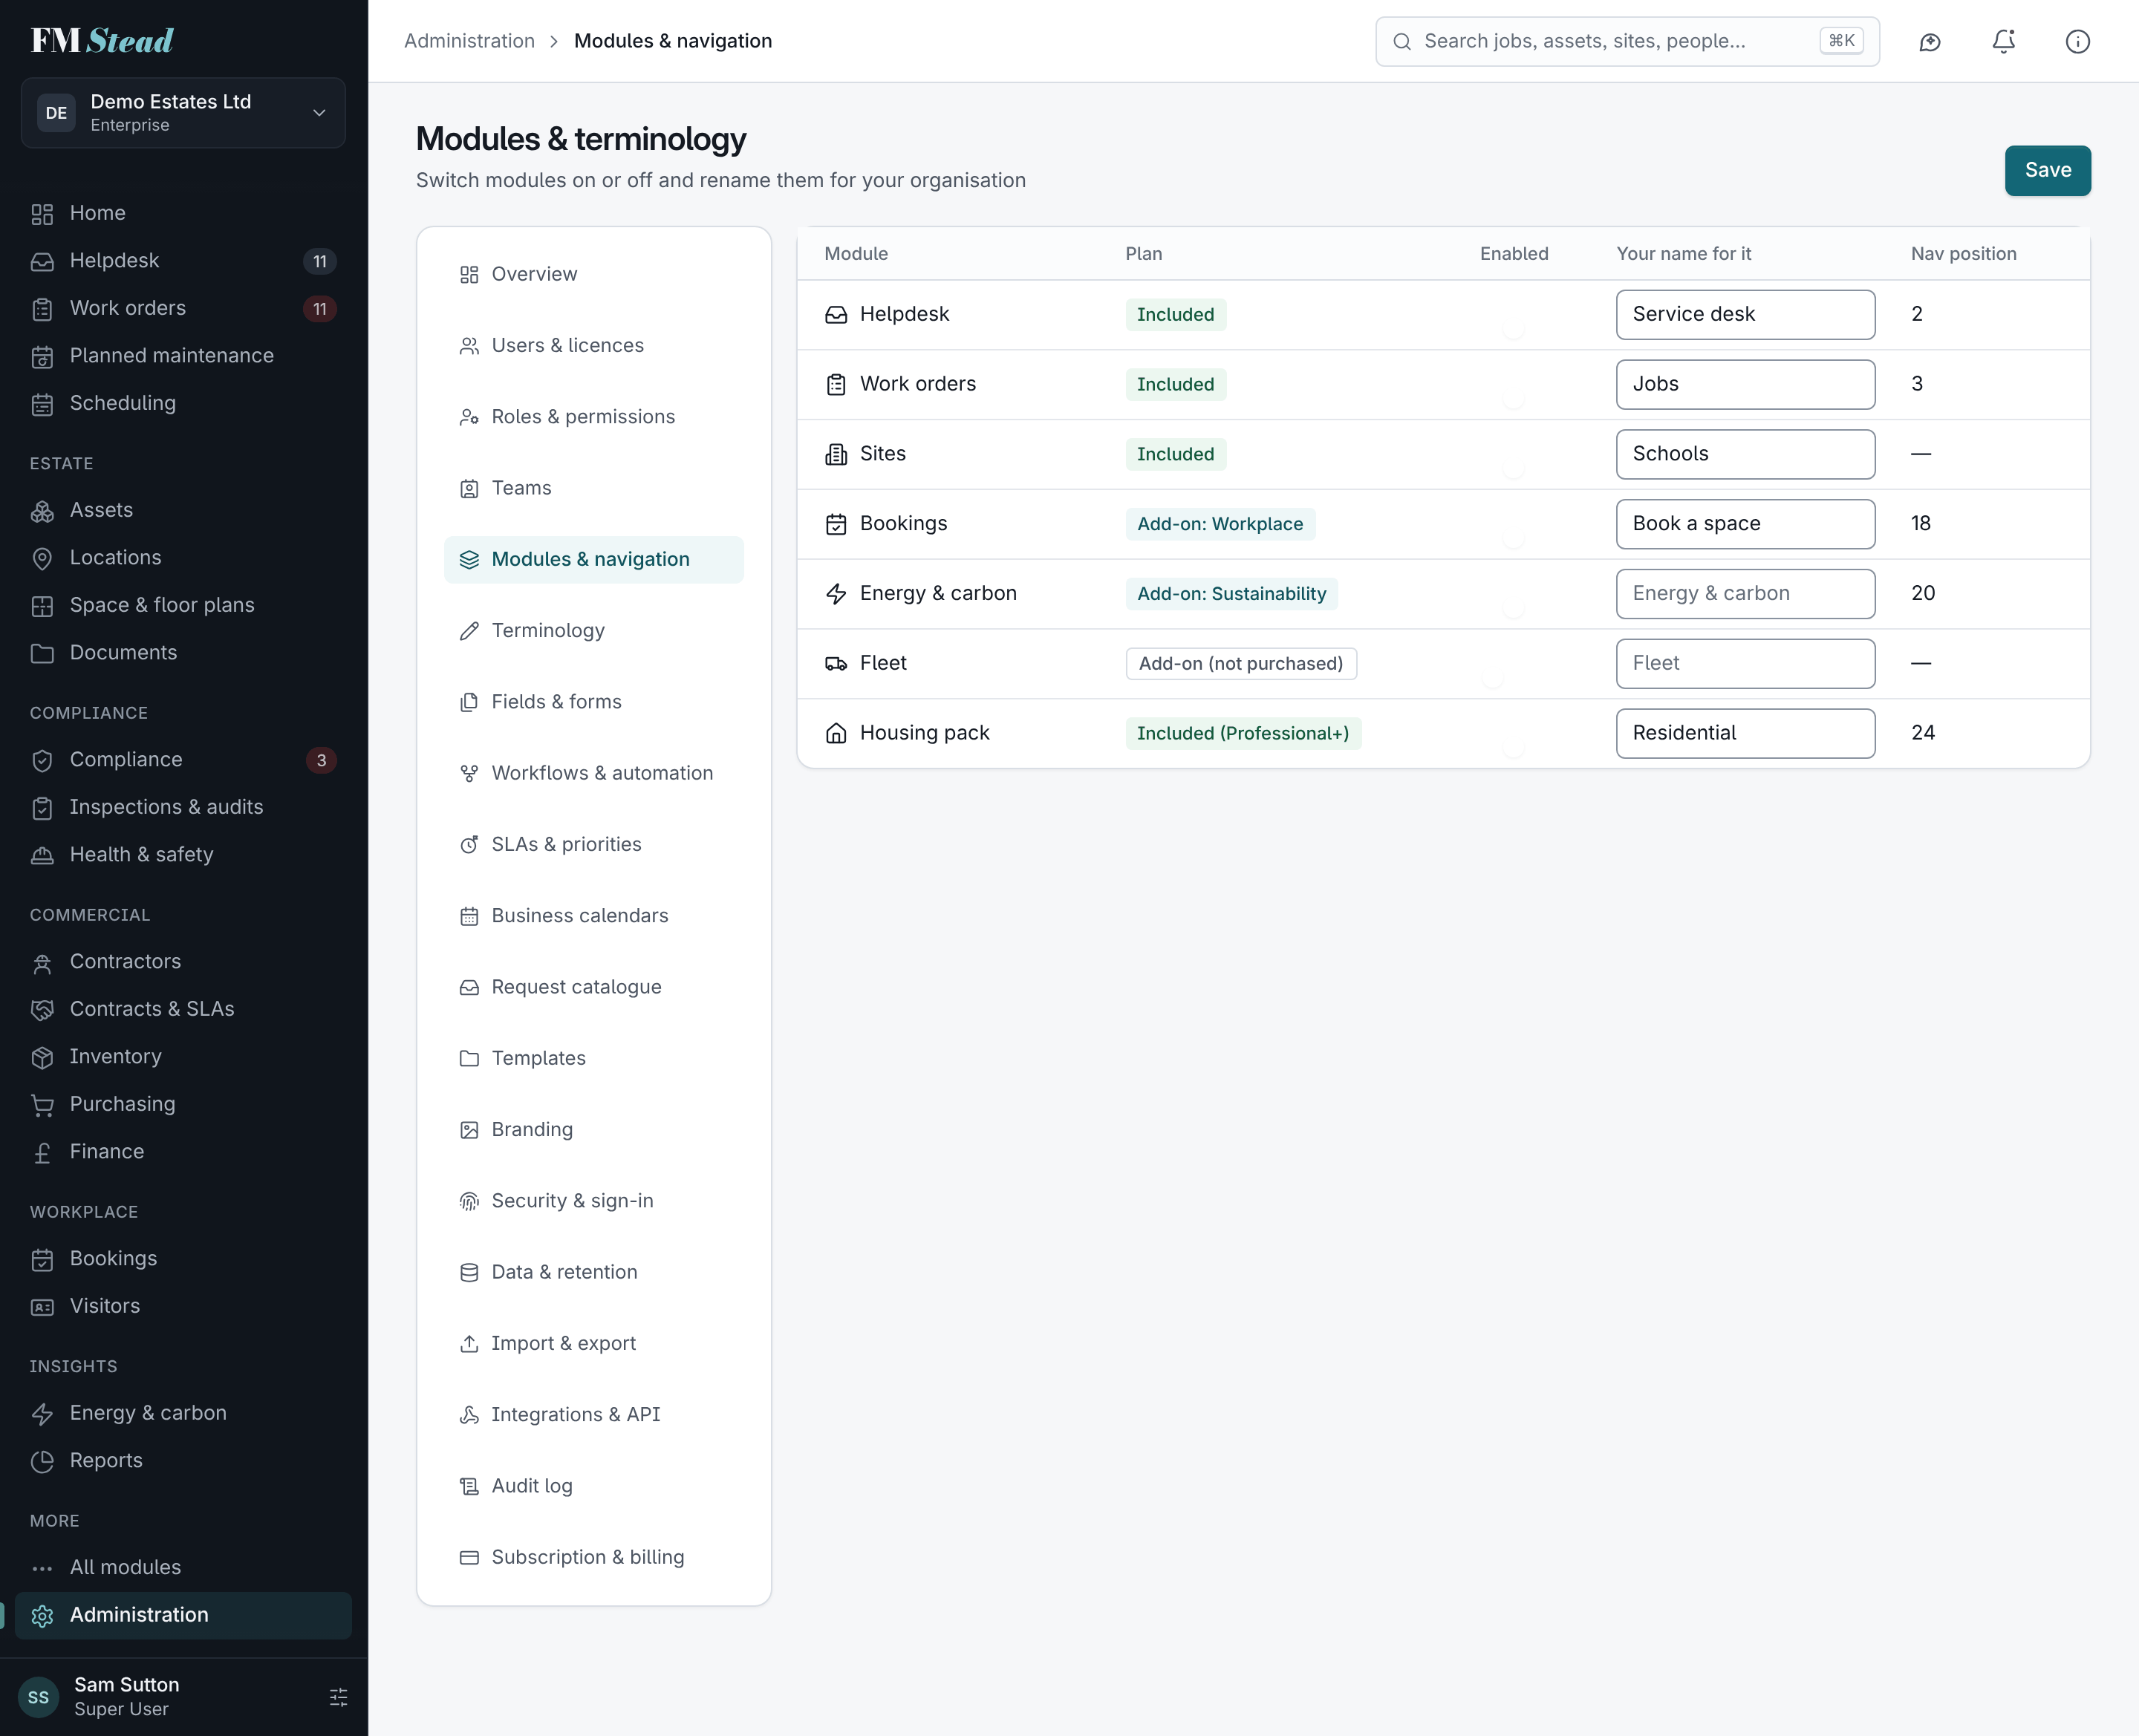 FM Stead
DE
Demo Estates Ltd
Enterprise
Home
Helpdesk 11
Work orders 11
Planned maintenance
Scheduling
ESTATE
Assets
Locations
Space & floor plans
Documents
COMPLIANCE
Compliance 3
Inspections & audits
Health & safety
COMMERCIAL
Contractors
Contracts & SLAs
Inventory
Purchasing
Finance
WORKPLACE
Bookings
Visitors
INSIGHTS
Energy & carbon
Reports
MORE
All modules
Administration
SS
Sam Sutton
Super User
Administration > Modules & navigation
Search jobs, assets, sites, people... ⌘K
Modules & terminology
Switch modules on or off and rename them for your organisation
Save
Overview
Users & licences
Roles & permissions
Teams
Modules & navigation
Terminology
Fields & forms
Workflows & automation
SLAs & priorities
Business calendars
Request catalogue
Templates
Branding
Security & sign-in
Data & retention
Import & export
Integrations & API
Audit log
Subscription & billing
Module Plan Enabled Your name for it Nav position
Helpdesk Included Service desk 2
Work orders Included Jobs 3
Sites Included Schools —
Bookings Add-on: Workplace Book a space 18
Energy & carbon Add-on: Sustainability Energy & carbon 20
Fleet Add-on (not purchased) Fleet —
Housing pack Included (Professional+) Residential 24